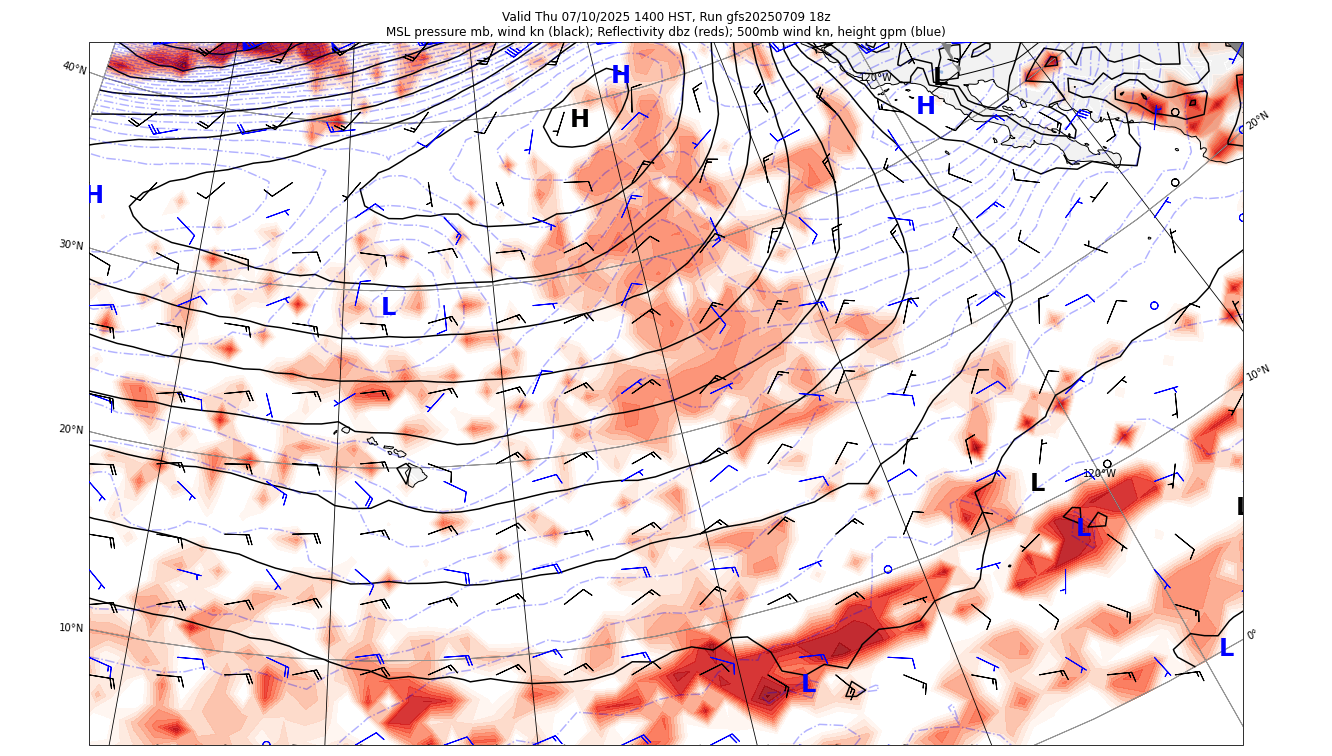 Valid Thu 07/10/2025 1400 HST, Run gfs20250709 18z
MSL pressure mb, wind kn (black); Reflectivity dbz (reds); 500mb wind kn, height gpm (blue)
40°N
H
L
120°W
H
H
20°N
H
30°N
L
10°N
20°N
L
120°W
L
L
10°N
0°
L
L